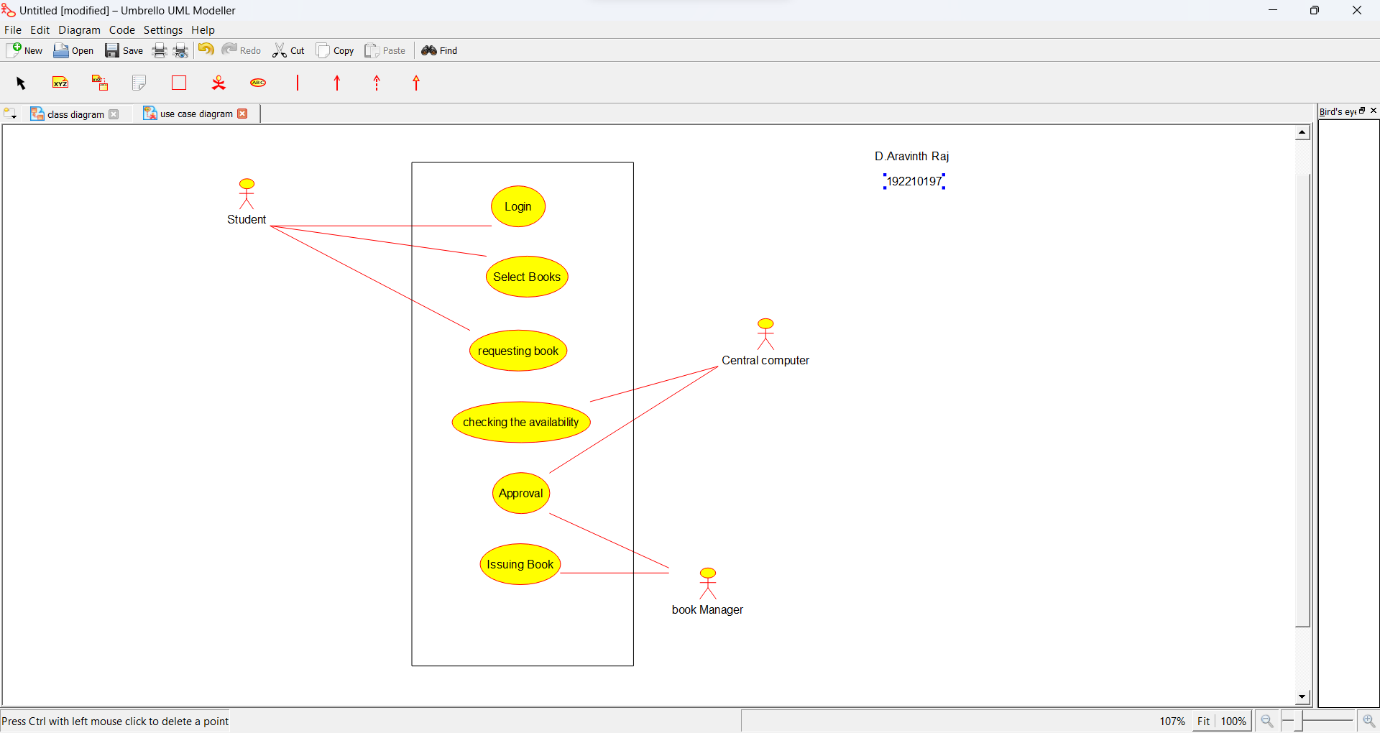 Untitled [modified] – Umbrello UML Modeller
File Edit Diagram Code Settings Help
New Open Save Redo Cut Copy Paste Find
XYZ ABC
class diagram use case diagram Bird's eye
D.Aravinth Raj
192210197
Student
Login
Select Books
requesting book
Central computer
checking the availability
Approval
Issuing Book
book Manager
Press Ctrl with left mouse click to delete a point 107% Fit 100%